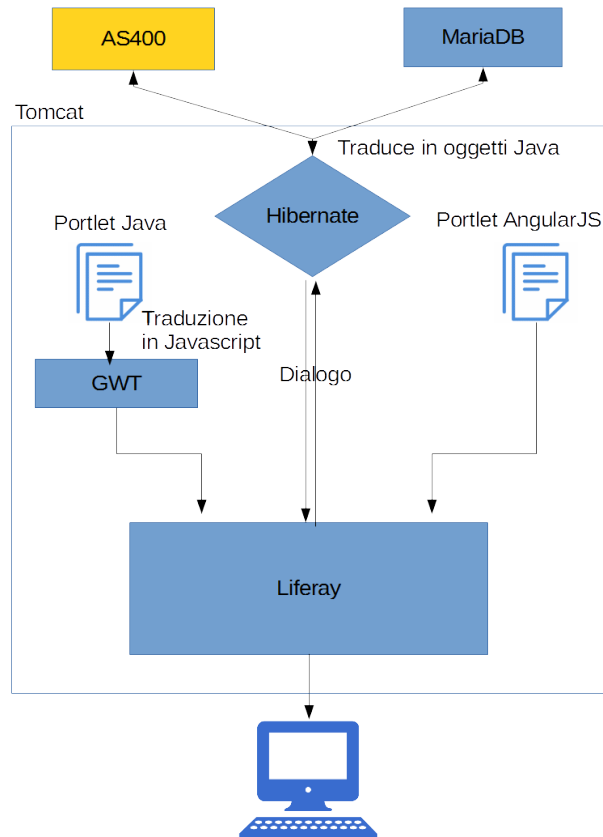 AS400
MariaDB
Tomcat
Traduce in oggetti Java
Hibernate
Portlet Java
Portlet AngularJS
Traduzione
in Javascript
GWT
Dialogo
Liferay